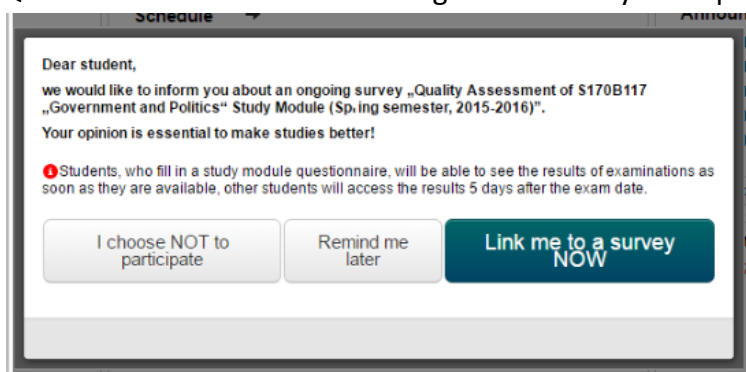 Schedule →
Dear student,
we would like to inform you about an ongoing survey „Quality Assessment of S170B117
„Government and Politics“ Study Module (Spring semester, 2015-2016)”.
Your opinion is essential to make studies better!
Students, who fill in a study module questionnaire, will be able to see the results of examinations as
soon as they are available, other students will access the results 5 days after the exam date.
I choose NOT to
participate
Remind me
later
Link me to a survey
NOW